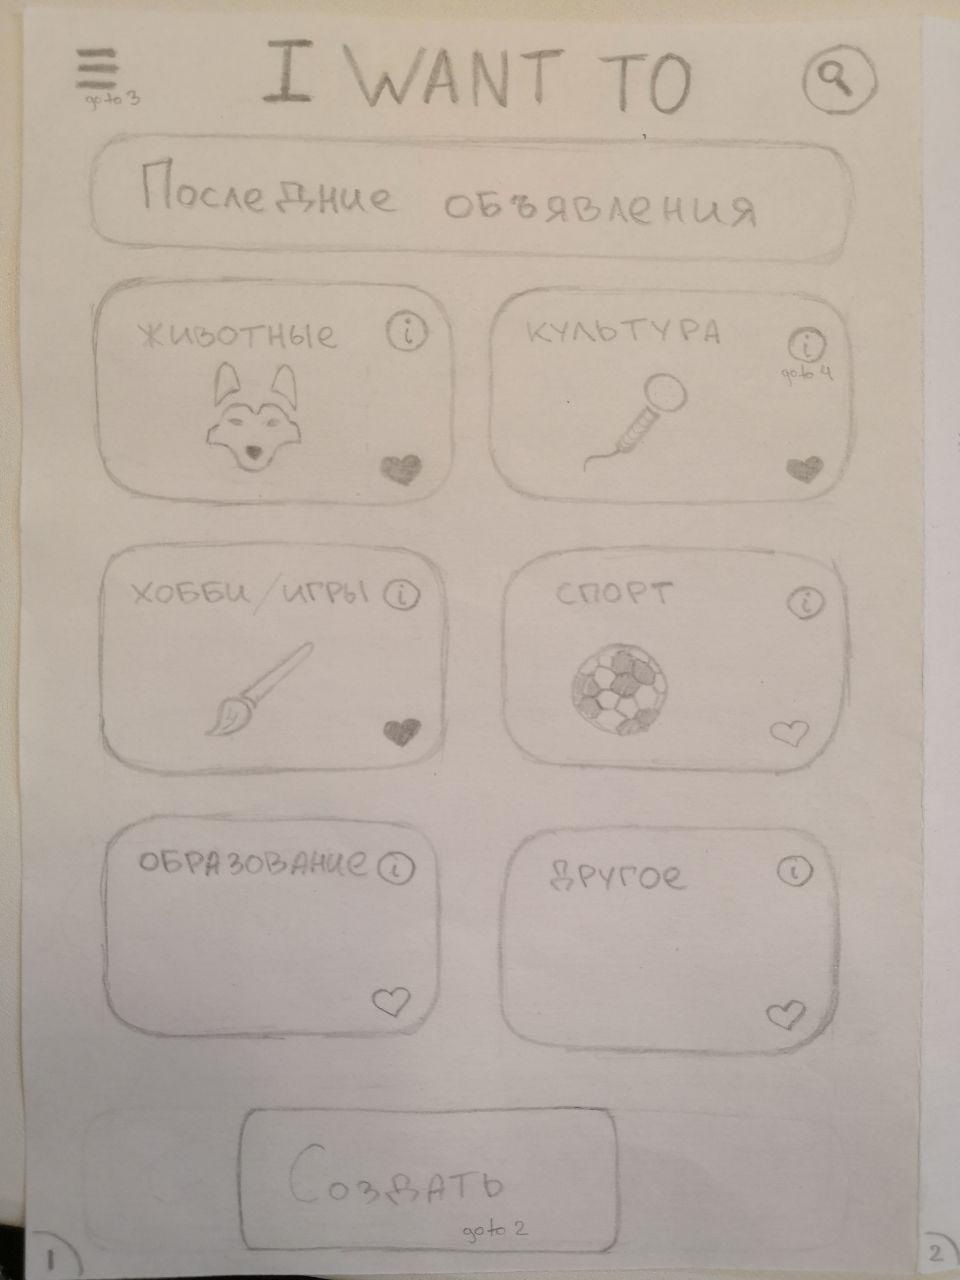 I WANT TO
goto 3
Последние объявления
ЖИВОТНЫЕ i
КУЛЬТУРА i
goto 4
ХОББИ/ИГРЫ i
СПОРТ i
ОБРАЗОВАНИЕ i
ДРУГОЕ i
Создать
goto 2
1
2